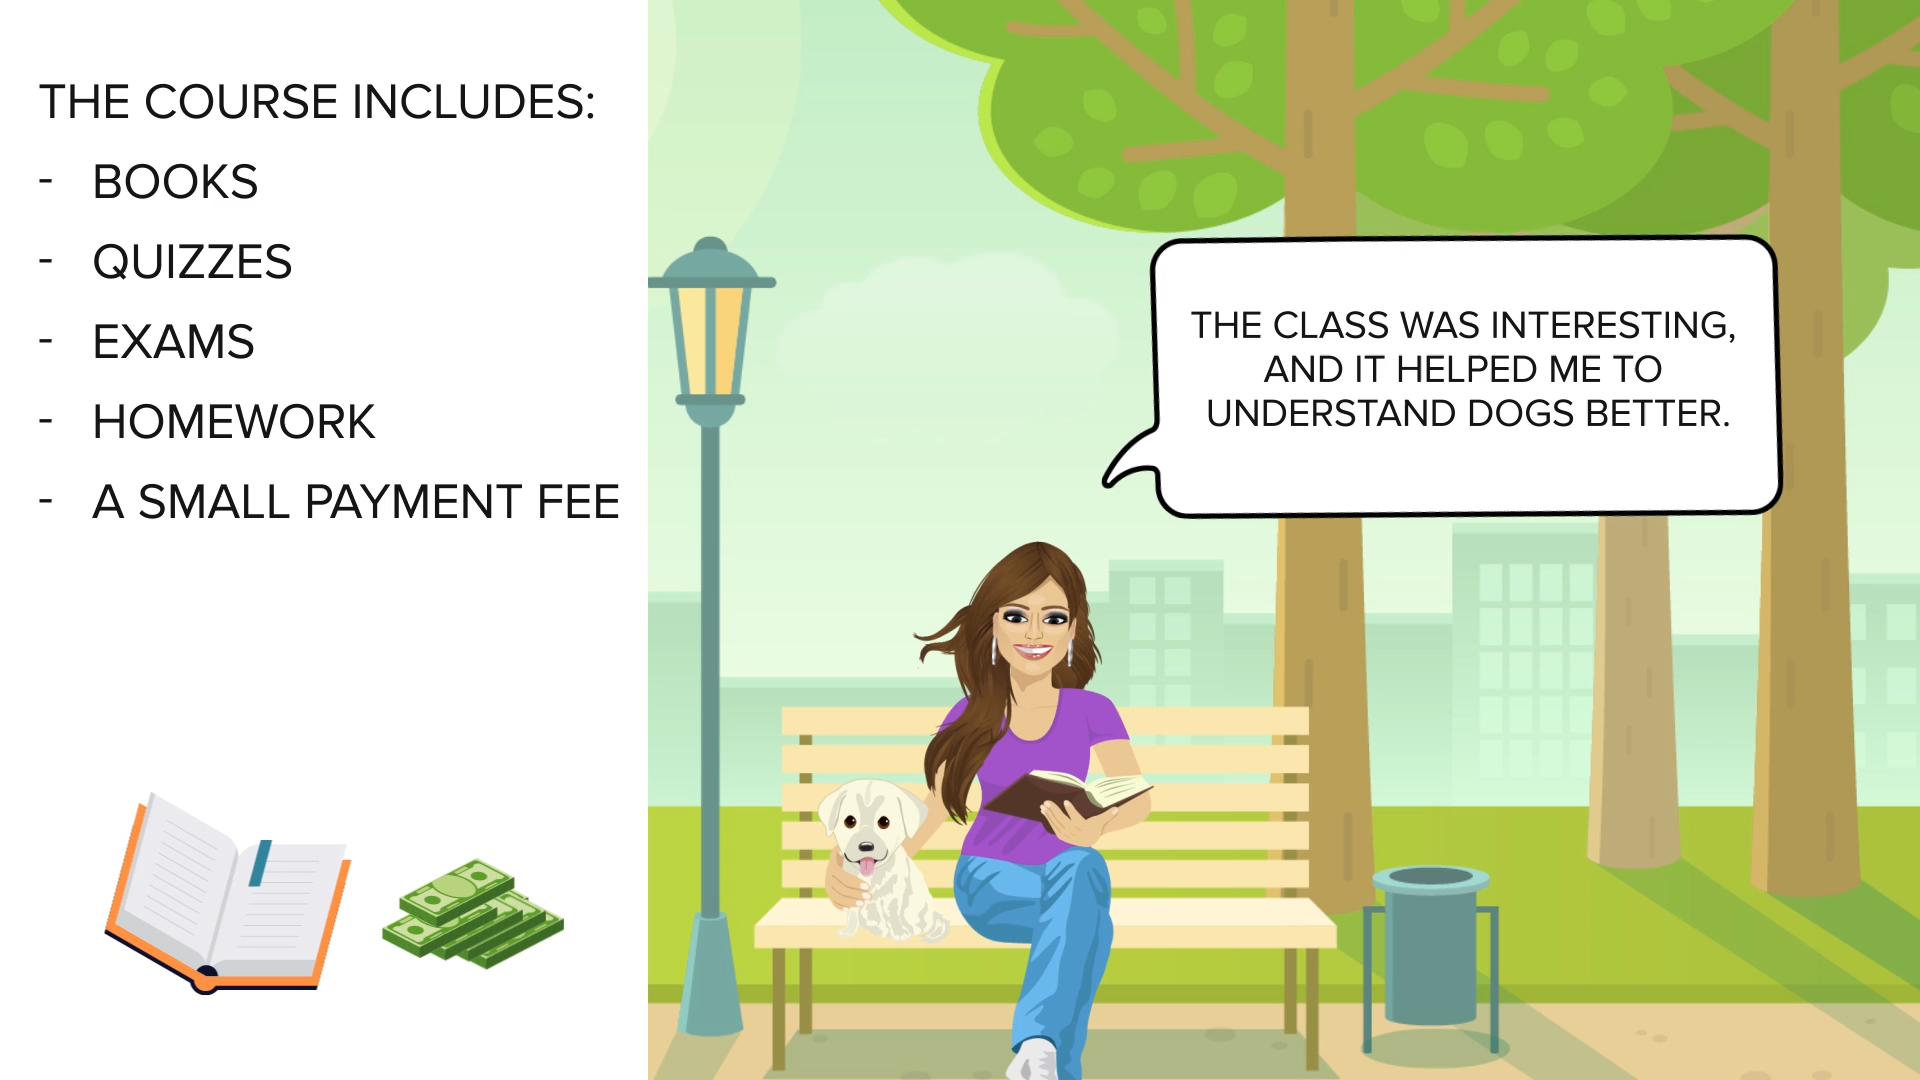 THE COURSE INCLUDES:
- BOOKS
- QUIZZES
- EXAMS
- HOMEWORK
- A SMALL PAYMENT FEE
THE CLASS WAS INTERESTING,
AND IT HELPED ME TO
UNDERSTAND DOGS BETTER.